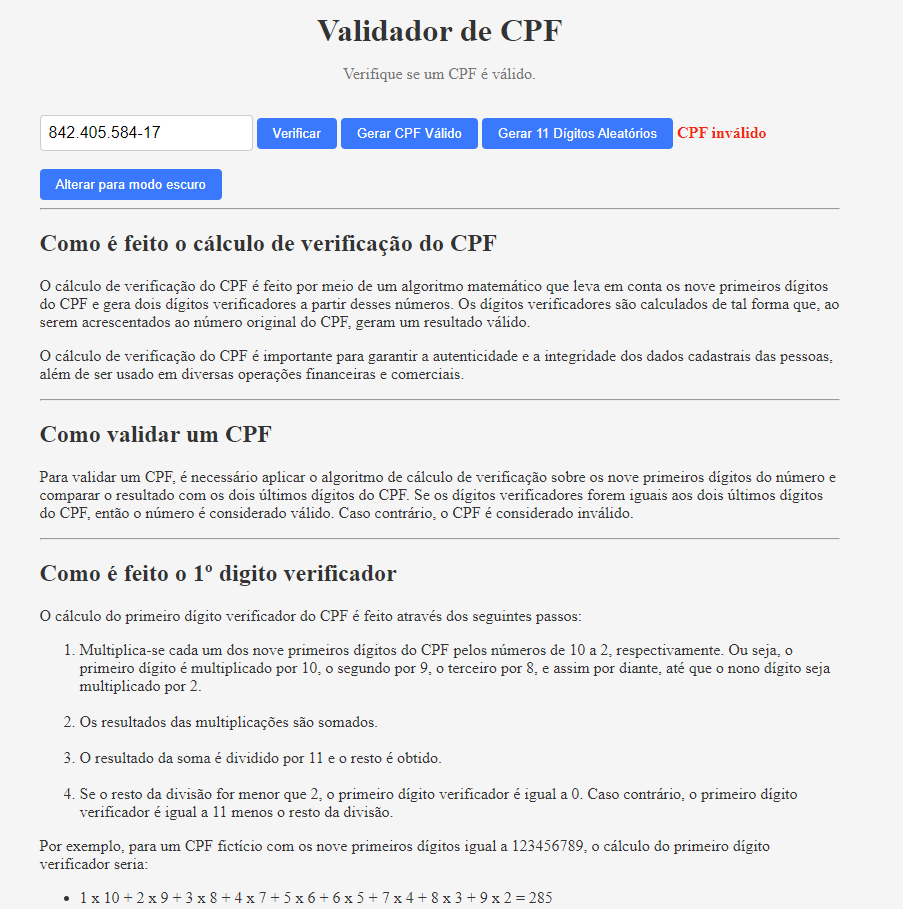 Validador de CPF
Verifique se um CPF é válido.
842.405.584-17 Verificar Gerar CPF Válido Gerar 11 Dígitos Aleatórios CPF inválido
Alterar para modo escuro
Como é feito o cálculo de verificação do CPF
O cálculo de verificação do CPF é feito por meio de um algoritmo matemático que leva em conta os nove primeiros dígitos
do CPF e gera dois dígitos verificadores a partir desses números. Os dígitos verificadores são calculados de tal forma que, ao
serem acrescentados ao número original do CPF, geram um resultado válido.
O cálculo de verificação do CPF é importante para garantir a autenticidade e a integridade dos dados cadastrais das pessoas,
além de ser usado em diversas operações financeiras e comerciais.
Como validar um CPF
Para validar um CPF, é necessário aplicar o algoritmo de cálculo de verificação sobre os nove primeiros dígitos do número e
comparar o resultado com os dois últimos dígitos do CPF. Se os dígitos verificadores forem iguais aos dois últimos dígitos
do CPF, então o número é considerado válido. Caso contrário, o CPF é considerado inválido.
Como é feito o 1º digito verificador
O cálculo do primeiro dígito verificador do CPF é feito através dos seguintes passos:
1. Multiplica-se cada um dos nove primeiros dígitos do CPF pelos números de 10 a 2, respectivamente. Ou seja, o
primeiro dígito é multiplicado por 10, o segundo por 9, o terceiro por 8, e assim por diante, até que o nono dígito seja
multiplicado por 2.
2. Os resultados das multiplicações são somados.
3. O resultado da soma é dividido por 11 e o resto é obtido.
4. Se o resto da divisão for menor que 2, o primeiro dígito verificador é igual a 0. Caso contrário, o primeiro dígito
verificador é igual a 11 menos o resto da divisão.
Por exemplo, para um CPF fictício com os nove primeiros dígitos igual a 123456789, o cálculo do primeiro dígito
verificador seria:
• 1 x 10 + 2 x 9 + 3 x 8 + 4 x 7 + 5 x 6 + 6 x 5 + 7 x 4 + 8 x 3 + 9 x 2 = 285